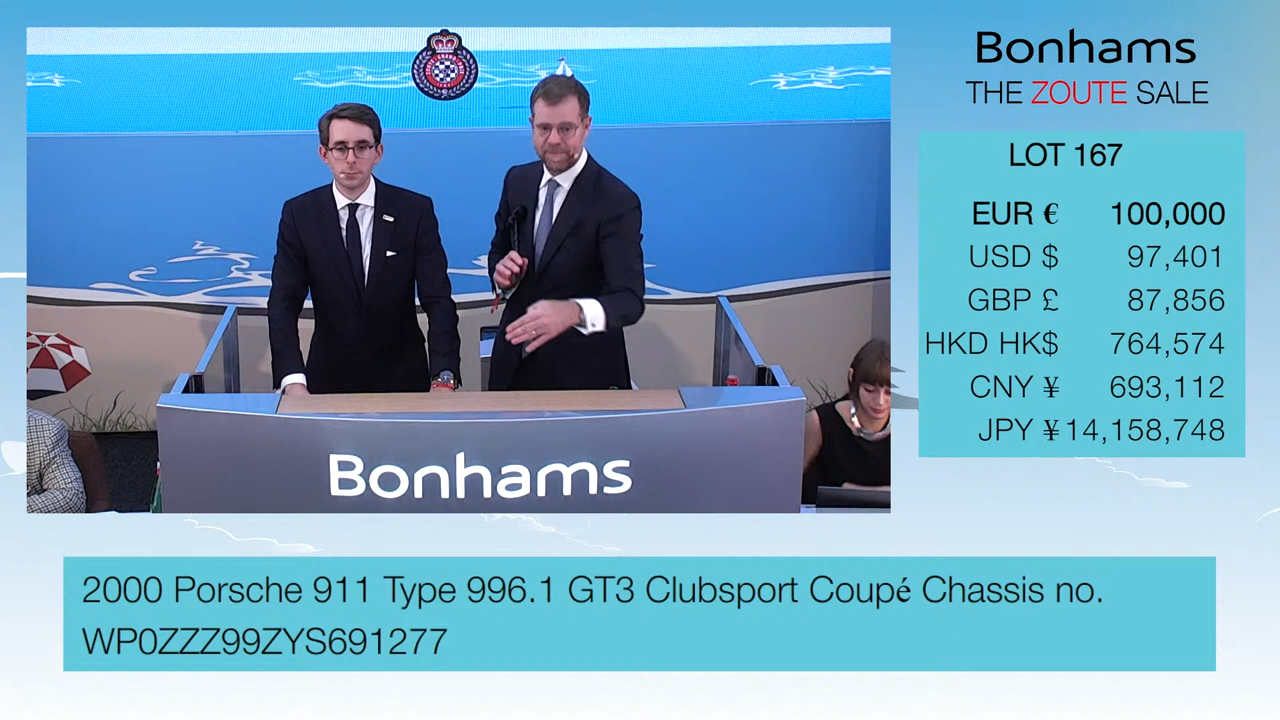 Bonhams
THE ZOUTE SALE
LOT 167
EUR € 100,000
USD $ 97,401
GBP £ 87,856
HKD HK$ 764,574
CNY ¥ 693,112
JPY ¥ 14,158,748
Bonhams
2000 Porsche 911 Type 996.1 GT3 Clubsport Coupé Chassis no.
WP0ZZZ99ZYS691277